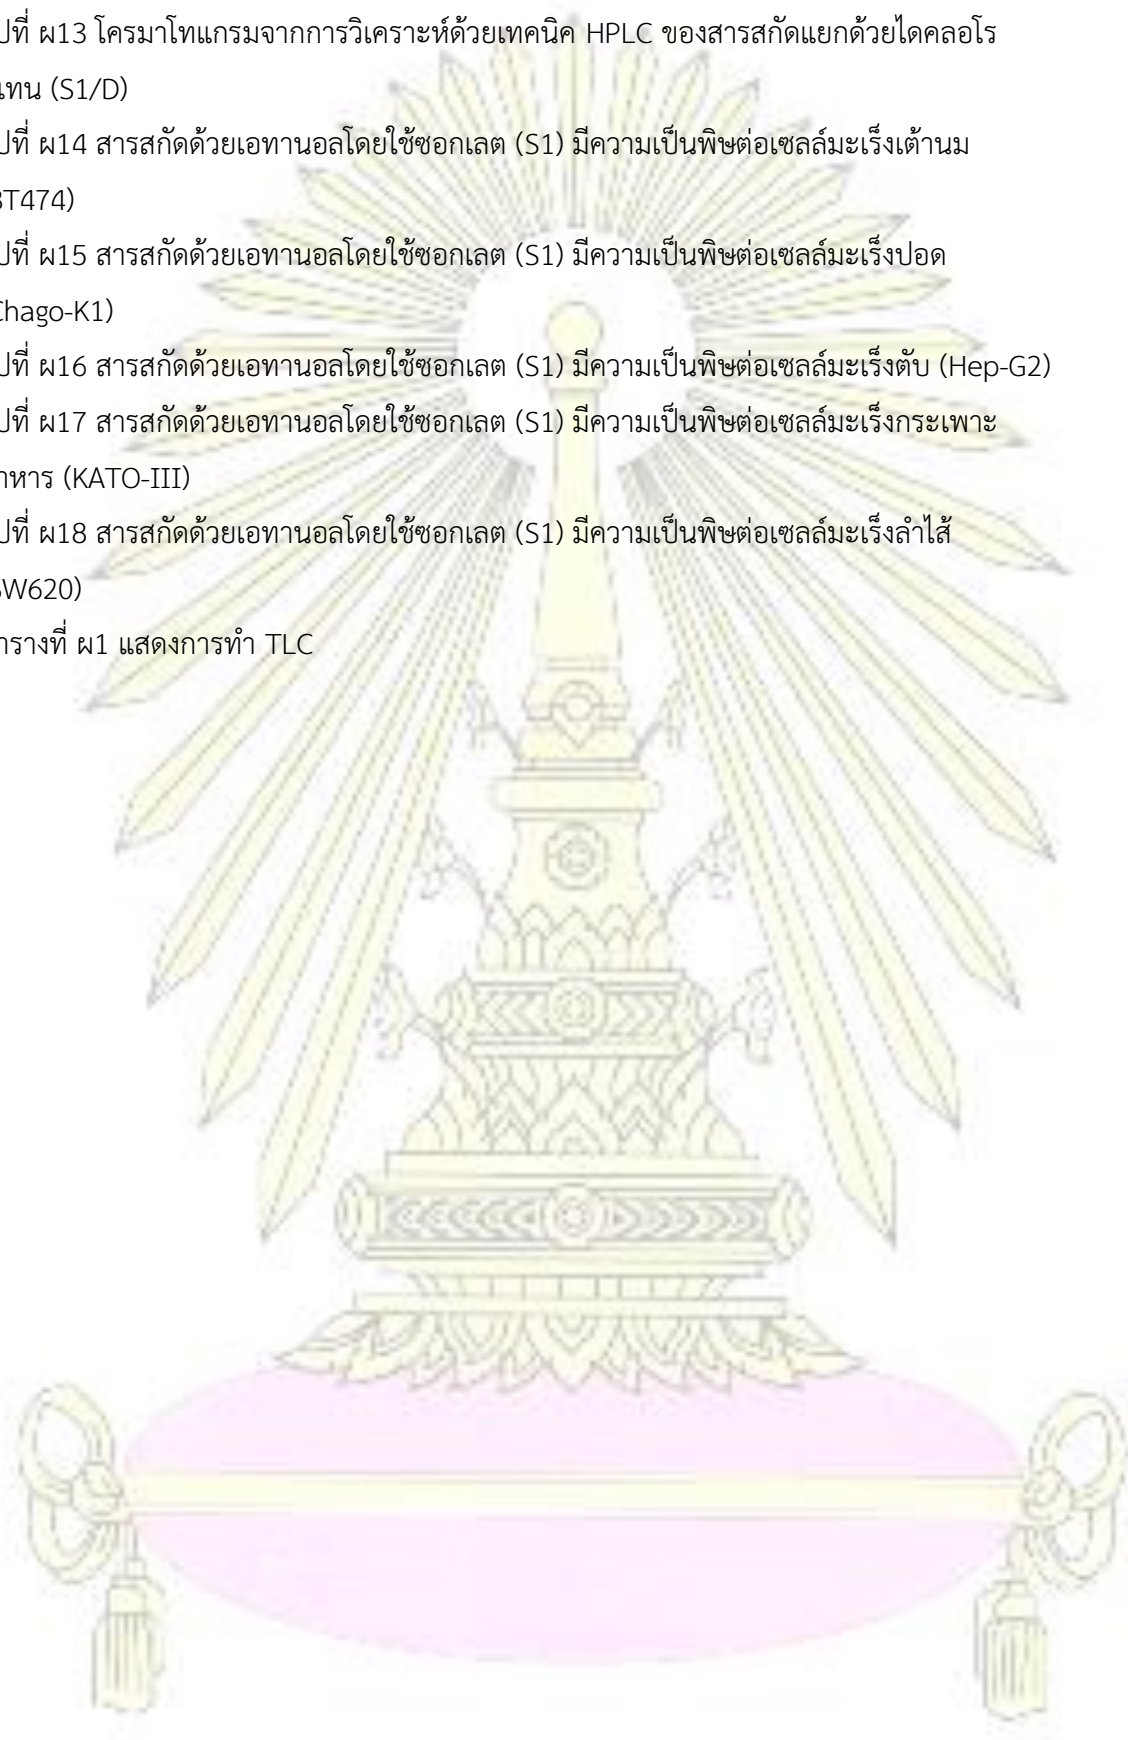 ปที่ ผ13 โครมาโทแกรมจากการวิเคราะห์ด้วยเทคนิค HPLC ของสารสกัดแยกด้วยไดคลอโร
แทน (S1/D)
ปที่ ผ14 สารสกัดด้วยเอทานอลโดยใช้ซอกเลต (S1) มีความเป็นพิษต่อเซลล์มะเร็งเต้านม
BT474)
ปที่ ผ15 สารสกัดด้วยเอทานอลโดยใช้ซอกเลต (S1) มีความเป็นพิษต่อเซลล์มะเร็งปอด
Chago-K1)
ปที่ ผ16 สารสกัดด้วยเอทานอลโดยใช้ซอกเลต (S1) มีความเป็นพิษต่อเซลล์มะเร็งตับ (Hep-G2)
ปที่ ผ17 สารสกัดด้วยเอทานอลโดยใช้ซอกเลต (S1) มีความเป็นพิษต่อเซลล์มะเร็งกระเพาะ
าหาร (KATO-III)
ปที่ ผ18 สารสกัดด้วยเอทานอลโดยใช้ซอกเลต (S1) มีความเป็นพิษต่อเซลล์มะเร็งลำไส้
SW620)
ารางที่ ผ1 แสดงการทำ TLC